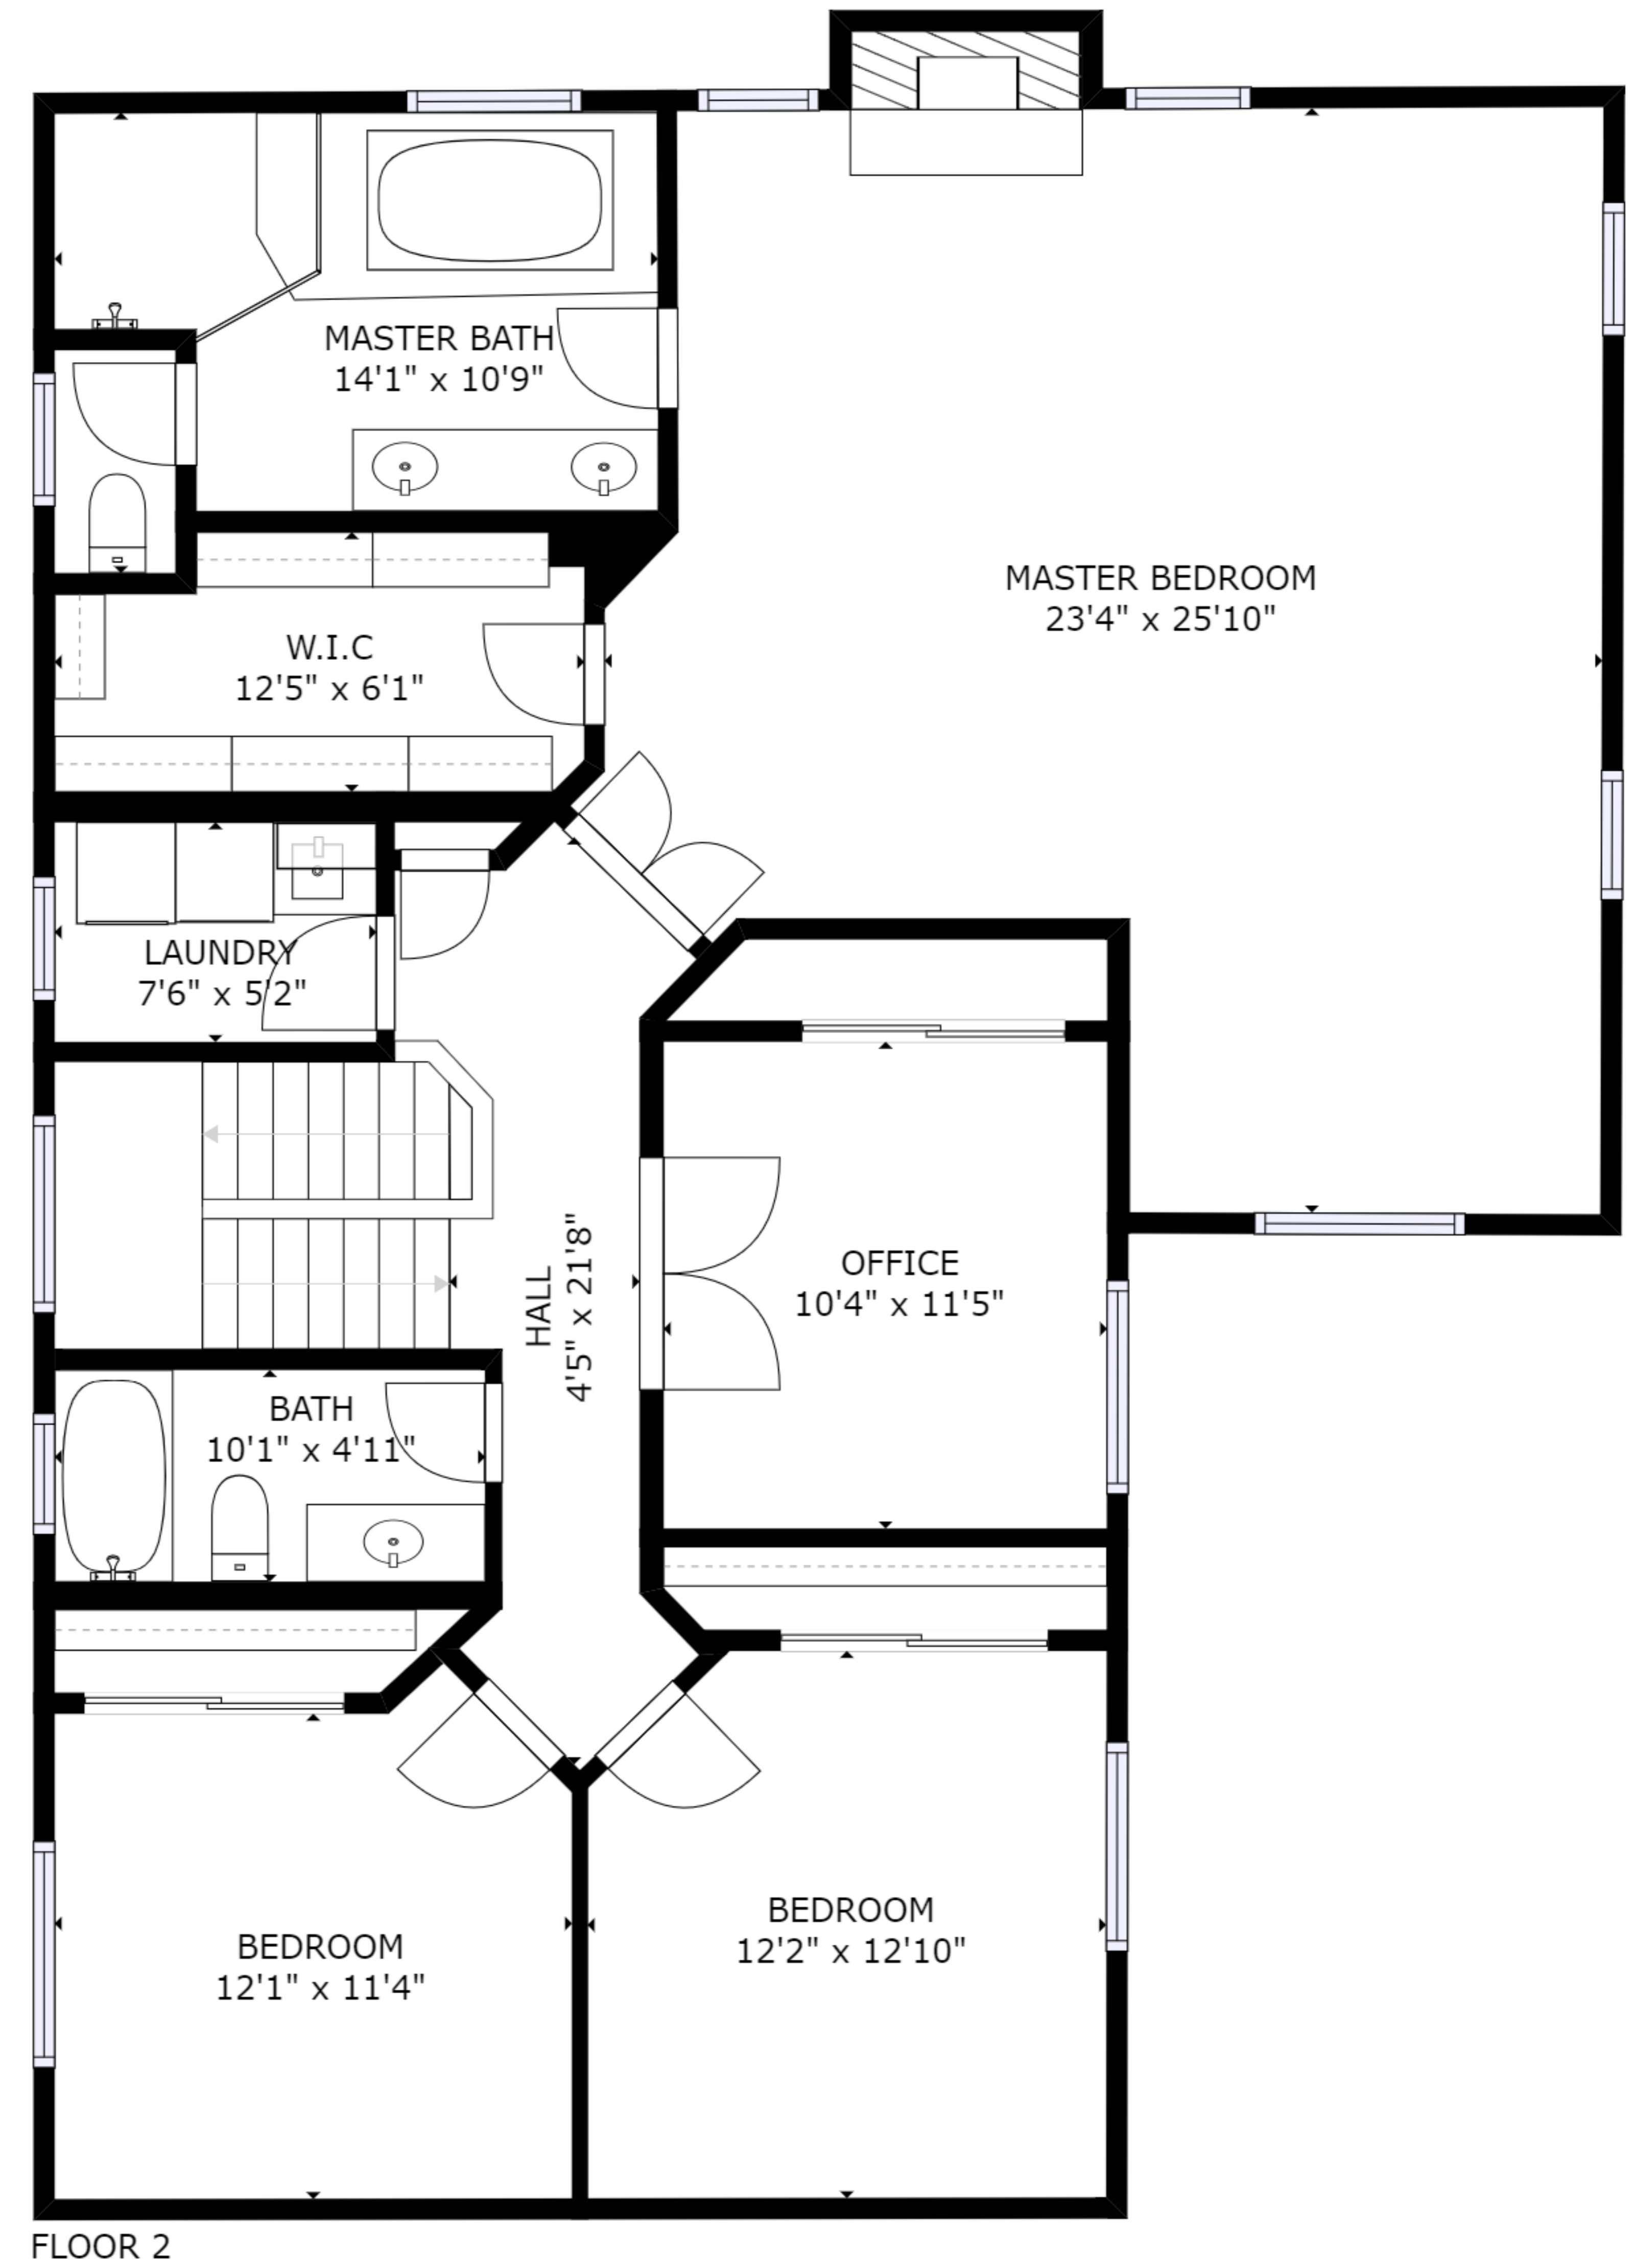 MASTER BATH
14'1" x 10'9"
MASTER BEDROOM
23'4" x 25'10"
W.I.C
12'5" x 6'1"
LAUNDRY
7'6" x 5'2"
HALL
4'5" x 21'8"
OFFICE
10'4" x 11'5"
BATH
10'1" x 4'11"
BEDROOM
12'2" x 12'10"
BEDROOM
12'1" x 11'4"
FLOOR 2